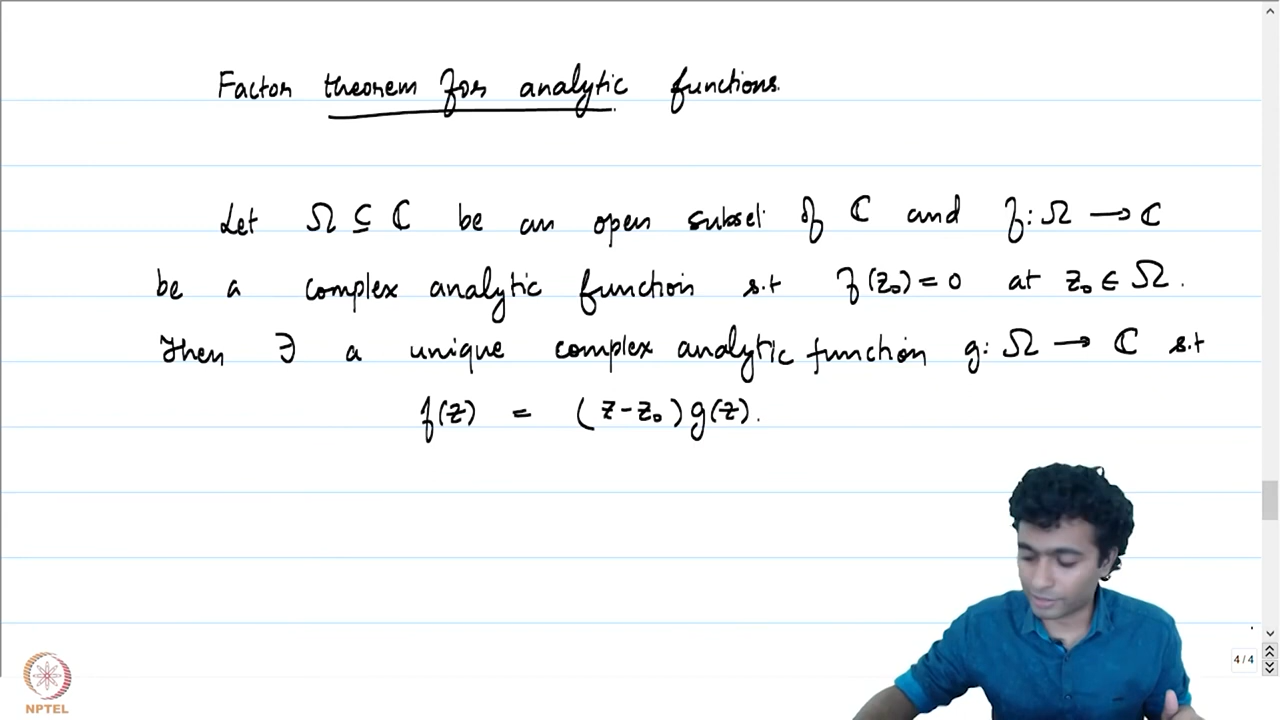 Factor theorem for analytic functions.
Let Ω ⊆ ℂ be an open subset of ℂ and f: Ω → ℂ
be a complex analytic function s.t f(z₀) = 0 at z₀ ∈ Ω.
Then ∃ a unique complex analytic function g: Ω → ℂ s.t
f(z) = (z-z₀)g(z).
4 / 4
NPTEL